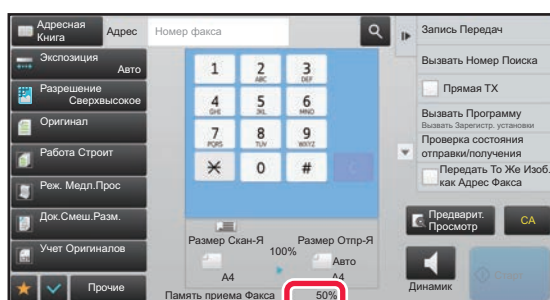 Адресная
Книга
Адрес
Номер факса
Экспозиция
Авто
Разрешение
Сверхвысокое
Оригинал
Работа Строит
Реж. Медл.Прос
Док.Смеш.Разм.
Учет Оригиналов
Прочие
1
2
ABC
3
DEF
4
GHI
5
JKL
6
MNO
7
PQRS
8
TUV
9
WXYZ
0
#
Размер Скан-Я
100%
Размер Отпр-Я
Авто
A4
A4
Память приема Факса
50%
Запись Передач
Вызвать Номер Поиска
Прямая TX
Вызвать Программу
Вызвать Зарегистр. установки
Проверка состояния
отправки/получения
Передать То Же Изоб.
как Адрес Факса
Предварит.
Просмотр
CA
Динамик
Старт